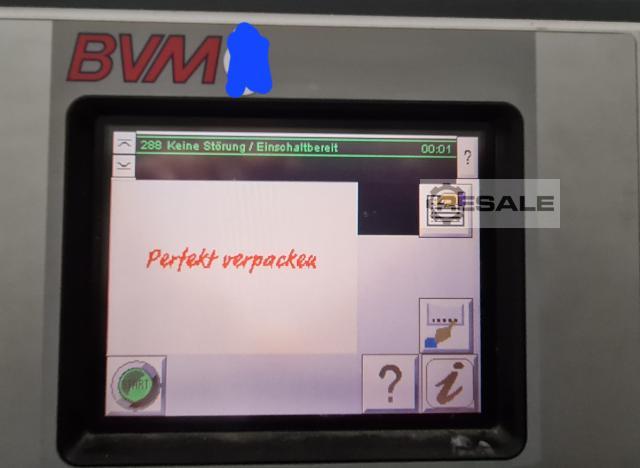 BVM
288 Keine Störung / Einschaltbereit 00:01
?
RESALE
Perfekt verpacken
START
?
i